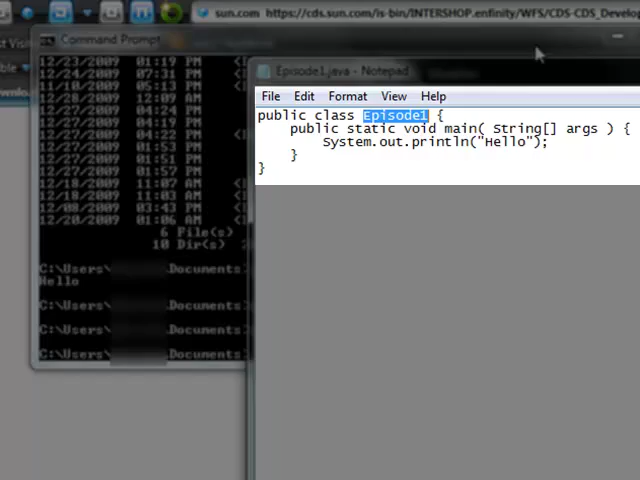 sun.com https://cds.sun.com/is-bin/INTERSHOP.enfinity/WFS/CDS-CDS_Develo
Command Prompt
12/23/2009 01:19 PM
12/24/2009 07:31 PM
11/10/2009 05:13 PM
11/28/2009 12:09 AM
12/27/2009 04:24 PM
12/27/2009 04:19 PM
12/27/2009 04:22 PM
12/27/2009 01:53 PM
12/27/2009 01:51 PM
12/27/2009 01:57 PM
12/18/2009 11:07 AM
12/18/2009 11:03 AM
12/08/2009 03:43 PM
12/20/2009 01:06 AM
6 File(s)
10 Dir(s)
C:\Users\ .Documents>
Hello
C:\Users\ .Documents>
C:\Users\ .Documents>
C:\Users\ .Documents>
Episode1.java - Notepad
File Edit Format View Help
public class Episode1 {
public static void main( String[] args ) {
System.out.println("Hello");
}
}